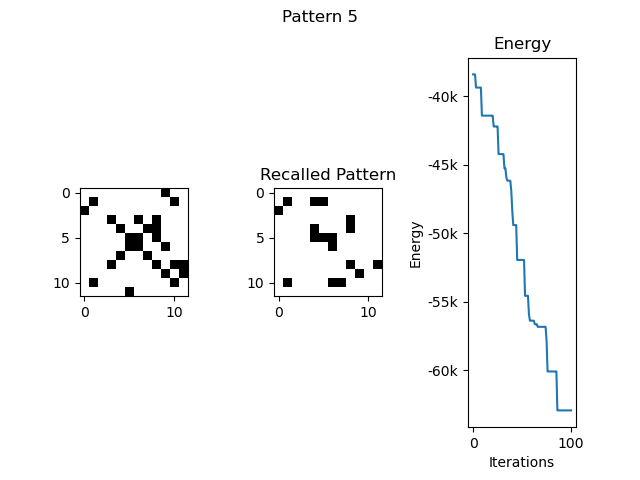 Pattern 5
0
5
10
0
10
Recalled Pattern
0
5
10
0
10
Energy
Energy
-40k
-45k
-50k
-55k
-60k
0
100
Iterations